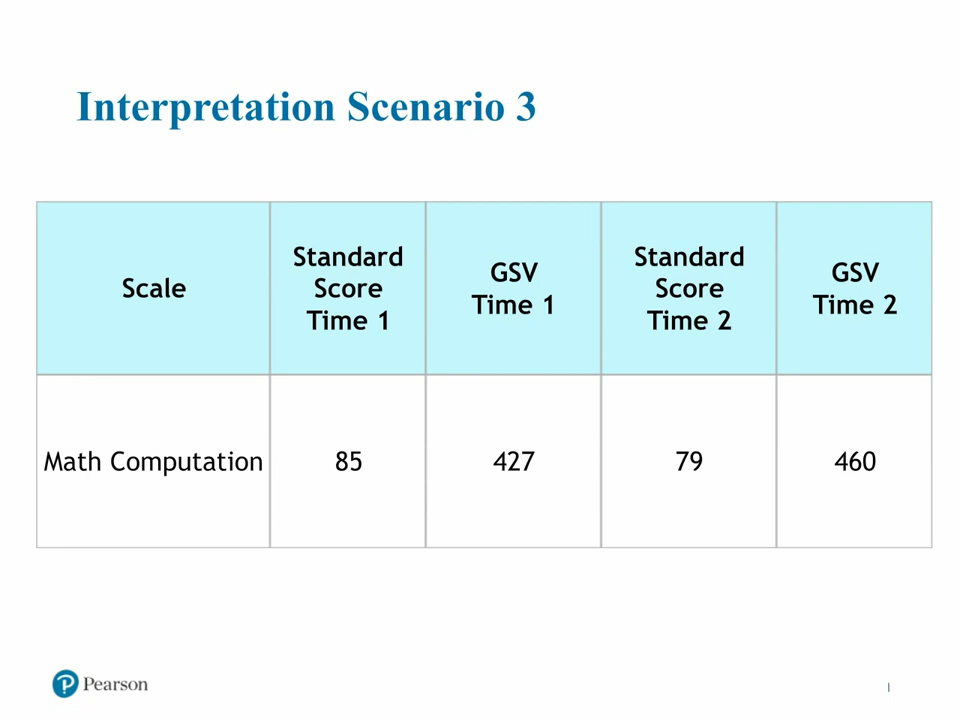 Interpretation Scenario 3
Scale
Standard
Score
Time 1
GSV
Time 1
Standard
Score
Time 2
GSV
Time 2
Math Computation
85
427
79
460
Pearson